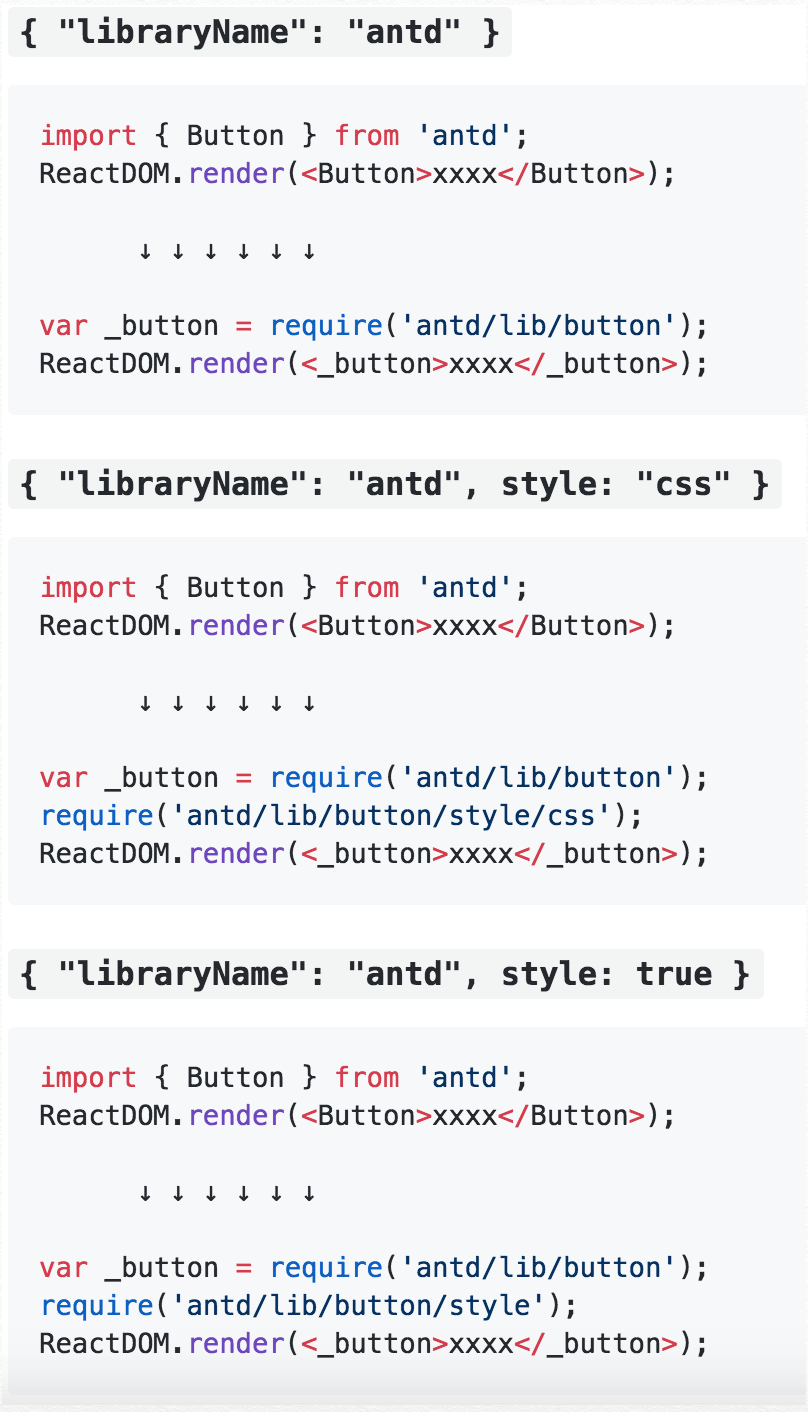 { "libraryName": "antd" }
import { Button } from 'antd';
ReactDOM.render(<Button>xxxx</Button>);
↓ ↓ ↓ ↓ ↓ ↓
var _button = require('antd/lib/button');
ReactDOM.render(<_button>xxxx</_button>);
{ "libraryName": "antd", style: "css" }
import { Button } from 'antd';
ReactDOM.render(<Button>xxxx</Button>);
↓ ↓ ↓ ↓ ↓ ↓
var _button = require('antd/lib/button');
require('antd/lib/button/style/css');
ReactDOM.render(<_button>xxxx</_button>);
{ "libraryName": "antd", style: true }
import { Button } from 'antd';
ReactDOM.render(<Button>xxxx</Button>);
↓ ↓ ↓ ↓ ↓ ↓
var _button = require('antd/lib/button');
require('antd/lib/button/style');
ReactDOM.render(<_button>xxxx</_button>);